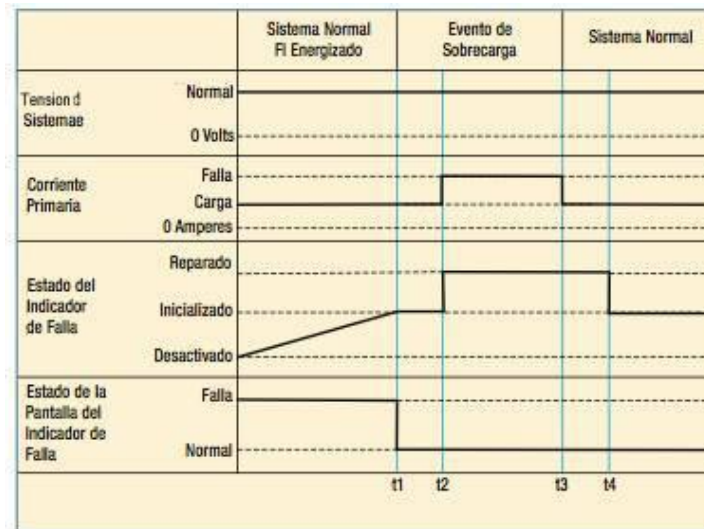 Sistema Normal
FI Energizado
Evento de
Sobrecarga
Sistema Normal
Tension d
Sistemae
Normal
0 Volts
Corriente
Primaria
Falla
Carga
0 Amperes
Estado del
Indicador
de Falla
Reparado
Inicializado
Desactivado
Estado de la
Pantalla del
Indicador de
Falla
Falla
Normal
t1 t2 t3 t4